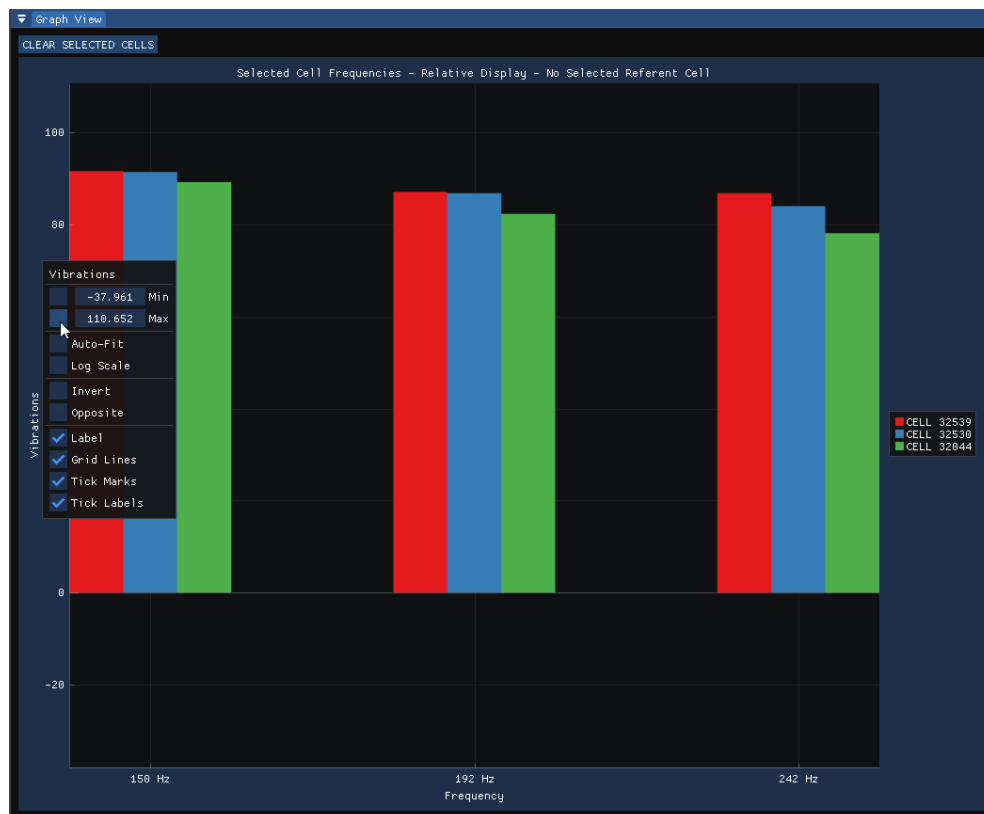 Graph View
CLEAR SELECTED CELLS
Selected Cell Frequencies - Relative Display - No Selected Referent Cell
100
80
Vibrations
-37.961 Min
110.652 Max
Auto-Fit
Log Scale
Invert
Opposite
Label
Grid Lines
Tick Marks
Tick Labels
Vibrations
0
-20
CELL 32539
CELL 32530
CELL 32044
150 Hz
192 Hz
242 Hz
Frequency